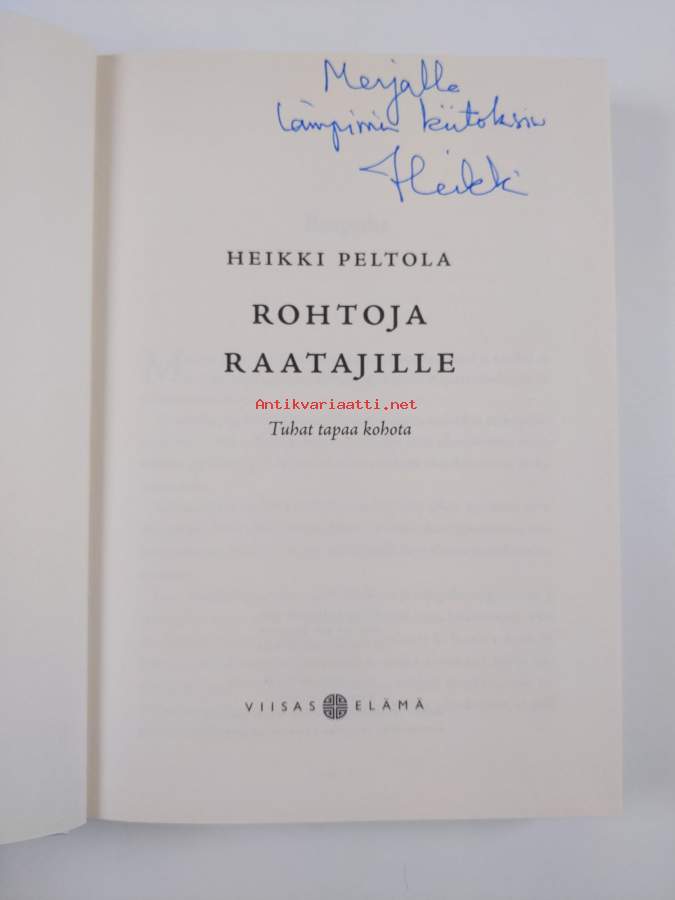 Merjalle
lämpimin kiitoksin
Heikki
HEIKKI PELTOLA
ROHTOJA
RAATAJILLE
Antikvariaatti.net
Tuhat tapaa kohota
VIISAS ELÄMÄ